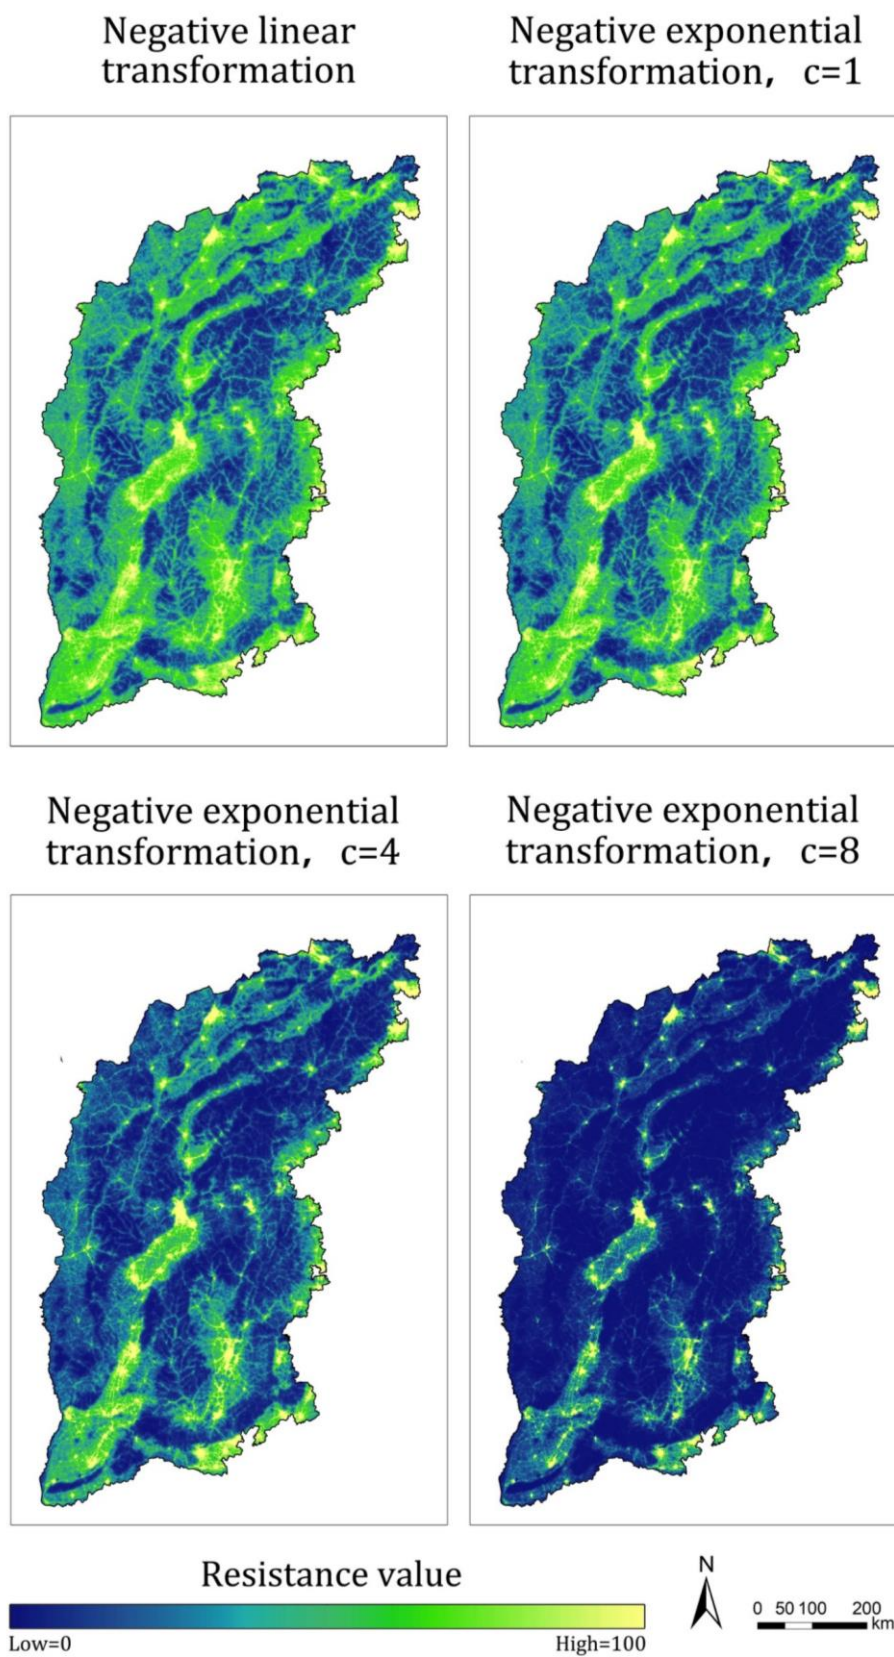 Negative linear
transformation
Negative exponential
transformation, c=1
Negative exponential
transformation, c=4
Negative exponential
transformation, c=8
Resistance value
Low=0
High=100
N
0 50 100 200
km